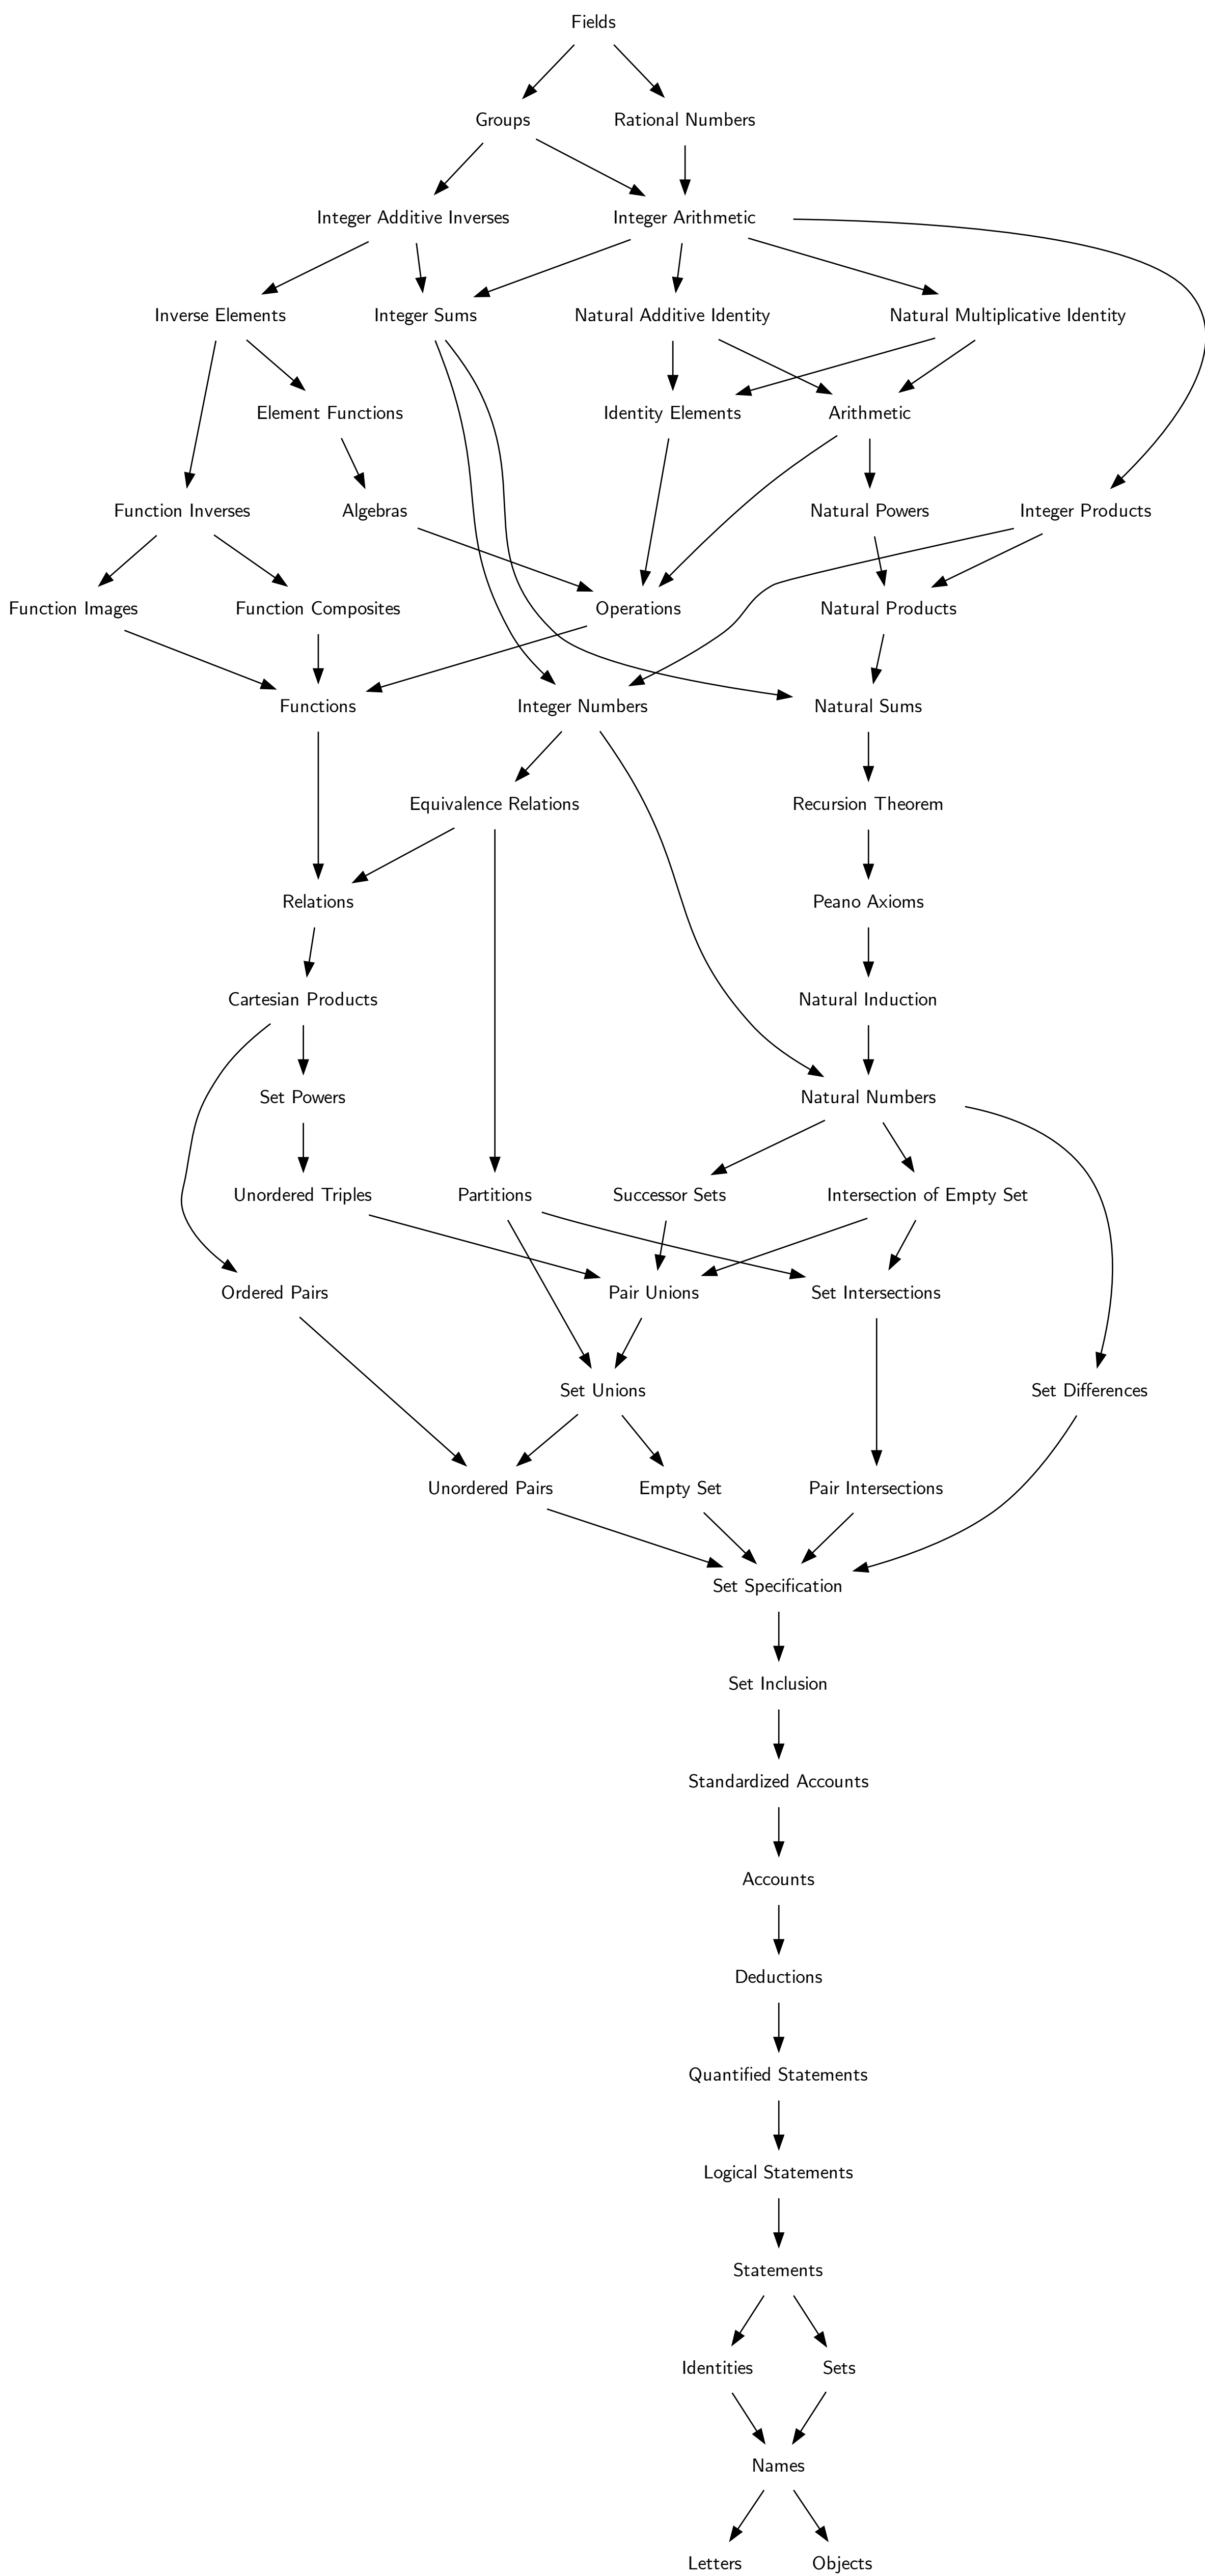 Fields
Groups
Rational Numbers
Integer Additive Inverses
Integer Arithmetic
Inverse Elements
Integer Sums
Natural Additive Identity
Natural Multiplicative Identity
Element Functions
Identity Elements
Arithmetic
Function Inverses
Algebras
Natural Powers
Integer Products
Function Images
Function Composites
Operations
Natural Products
Functions
Integer Numbers
Natural Sums
Equivalence Relations
Recursion Theorem
Relations
Peano Axioms
Cartesian Products
Natural Induction
Set Powers
Natural Numbers
Unordered Triples
Partitions
Successor Sets
Intersection of Empty Set
Ordered Pairs
Pair Unions
Set Intersections
Set Unions
Set Differences
Unordered Pairs
Empty Set
Pair Intersections
Set Specification
Set Inclusion
Standardized Accounts
Accounts
Deductions
Quantified Statements
Logical Statements
Statements
Identities
Sets
Names
Letters
Objects